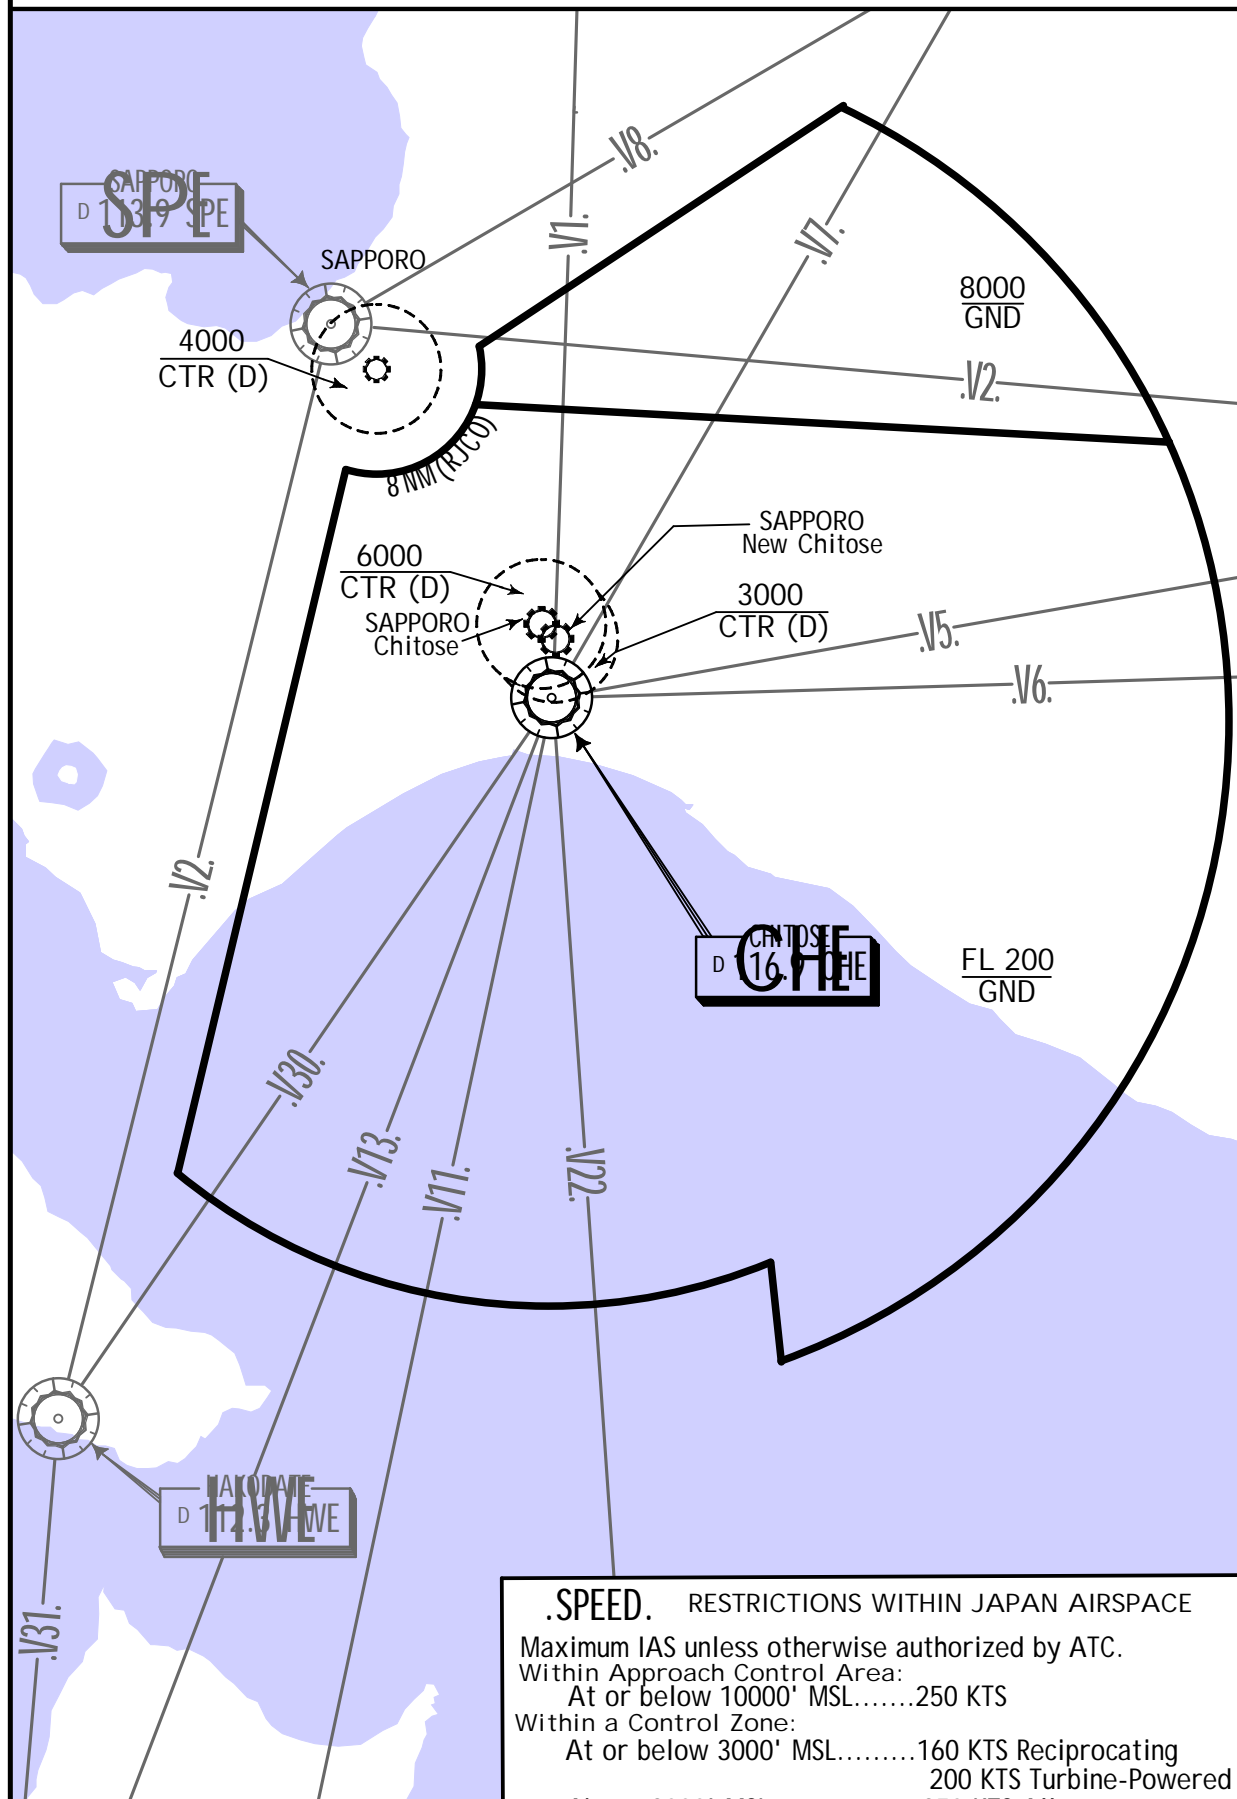 .V8.
.V1.
.V7.
SAPPORO
D 113.9 SPE
SPE
SAPPORO
4000
CTR (D)
8000
GND
.V2.
8 NM (RJCO)
SAPPORO
New Chitose
6000
CTR (D)
SAPPORO
Chitose
3000
CTR (D)
.V5.
.V6.
.V2.
CHITOSE
D 116.9 CHE
CHE
FL 200
GND
.V30.
.V13.
.V11.
.V22.
HAKODATE
D 112.3 HWE
HWE
.V31.
.SPEED. RESTRICTIONS WITHIN JAPAN AIRSPACE
Maximum IAS unless otherwise authorized by ATC.
Within Approach Control Area:
At or below 10000' MSL.......250 KTS
Within a Control Zone:
At or below 3000' MSL.........160 KTS Reciprocating
200 KTS Turbine-Powered